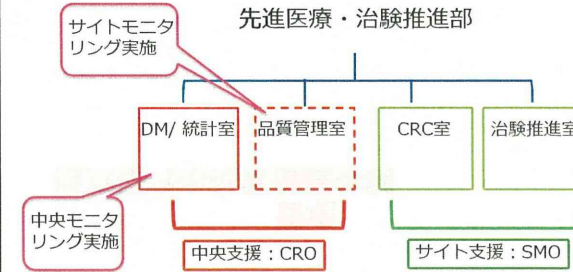 先進医療・治験推進部
サイトモニタ
リング実施
DM/ 統計室
品質管理室
CRC室
治験推進室
中央モニタ
リング実施
中央支援：CRO
サイト支援：SMO